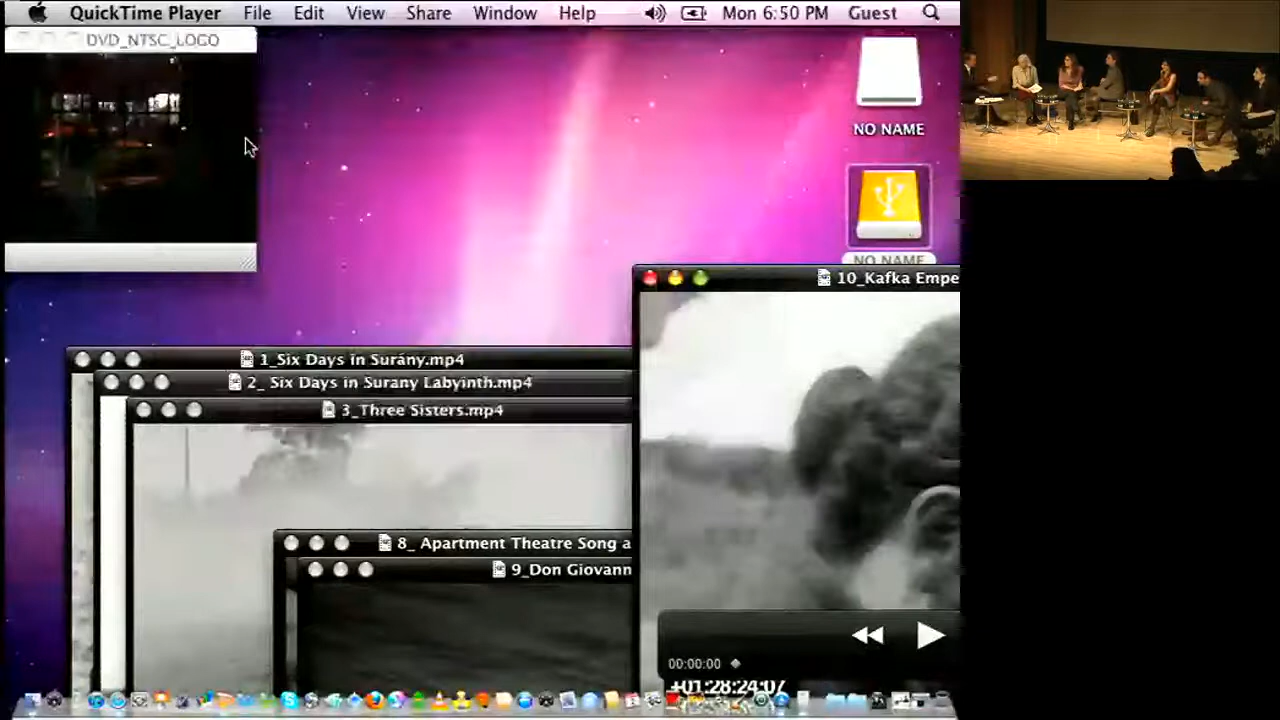 QuickTime Player File Edit View Share Window Help Mon 6:50 PM Guest
DVD_NTSC_LOGO
NO NAME
NO NAME
10_Kafka Empe
1_Six Days in Surány.mp4
2_ Six Days in Surany Labyinth.mp4
3_Three Sisters.mp4
8_ Apartment Theatre Song a
9_Don Giovann
00:00:00
+01:28:24:07